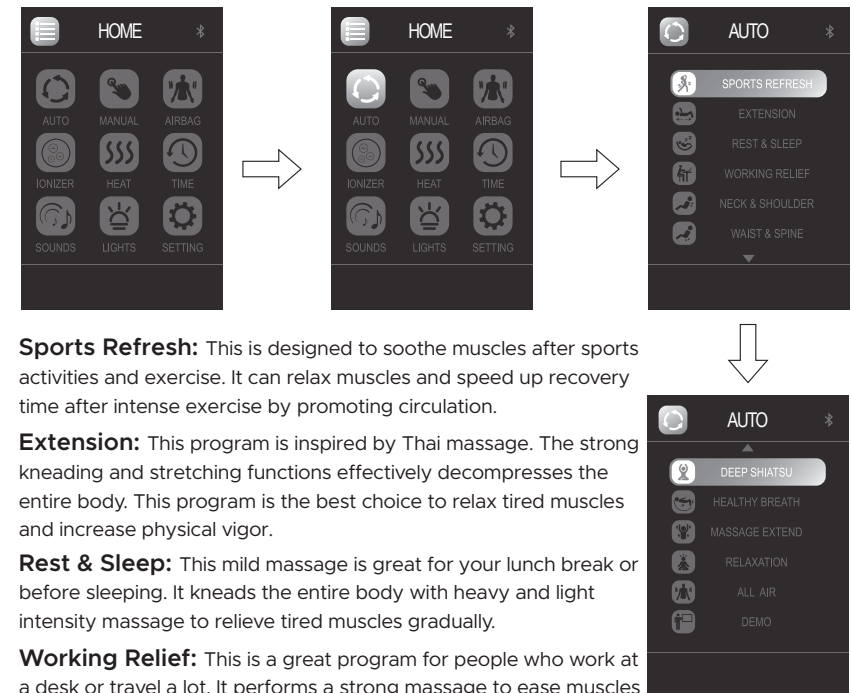 HOME
AUTO MANUAL AIRBAG
IONIZER HEAT TIME
SOUNDS LIGHTS SETTING
HOME
AUTO MANUAL AIRBAG
IONIZER HEAT TIME
SOUNDS LIGHTS SETTING
AUTO
SPORTS REFRESH
EXTENSION
REST & SLEEP
WORKING RELIEF
NECK & SHOULDER
WAIST & SPINE
Sports Refresh: This is designed to soothe muscles after sports
activities and exercise. It can relax muscles and speed up recovery
time after intense exercise by promoting circulation.
Extension: This program is inspired by Thai massage. The strong
kneading and stretching functions effectively decompresses the
entire body. This program is the best choice to relax tired muscles
and increase physical vigor.
Rest & Sleep: This mild massage is great for your lunch break or
before sleeping. It kneads the entire body with heavy and light
intensity massage to relieve tired muscles gradually.
Working Relief: This is a great program for people who work at
a desk or travel a lot. It performs a strong massage to ease muscles
AUTO
DEEP SHIATSU
HEALTHY BREATH
MASSAGE EXTEND
RELAXATION
ALL AIR
DEMO